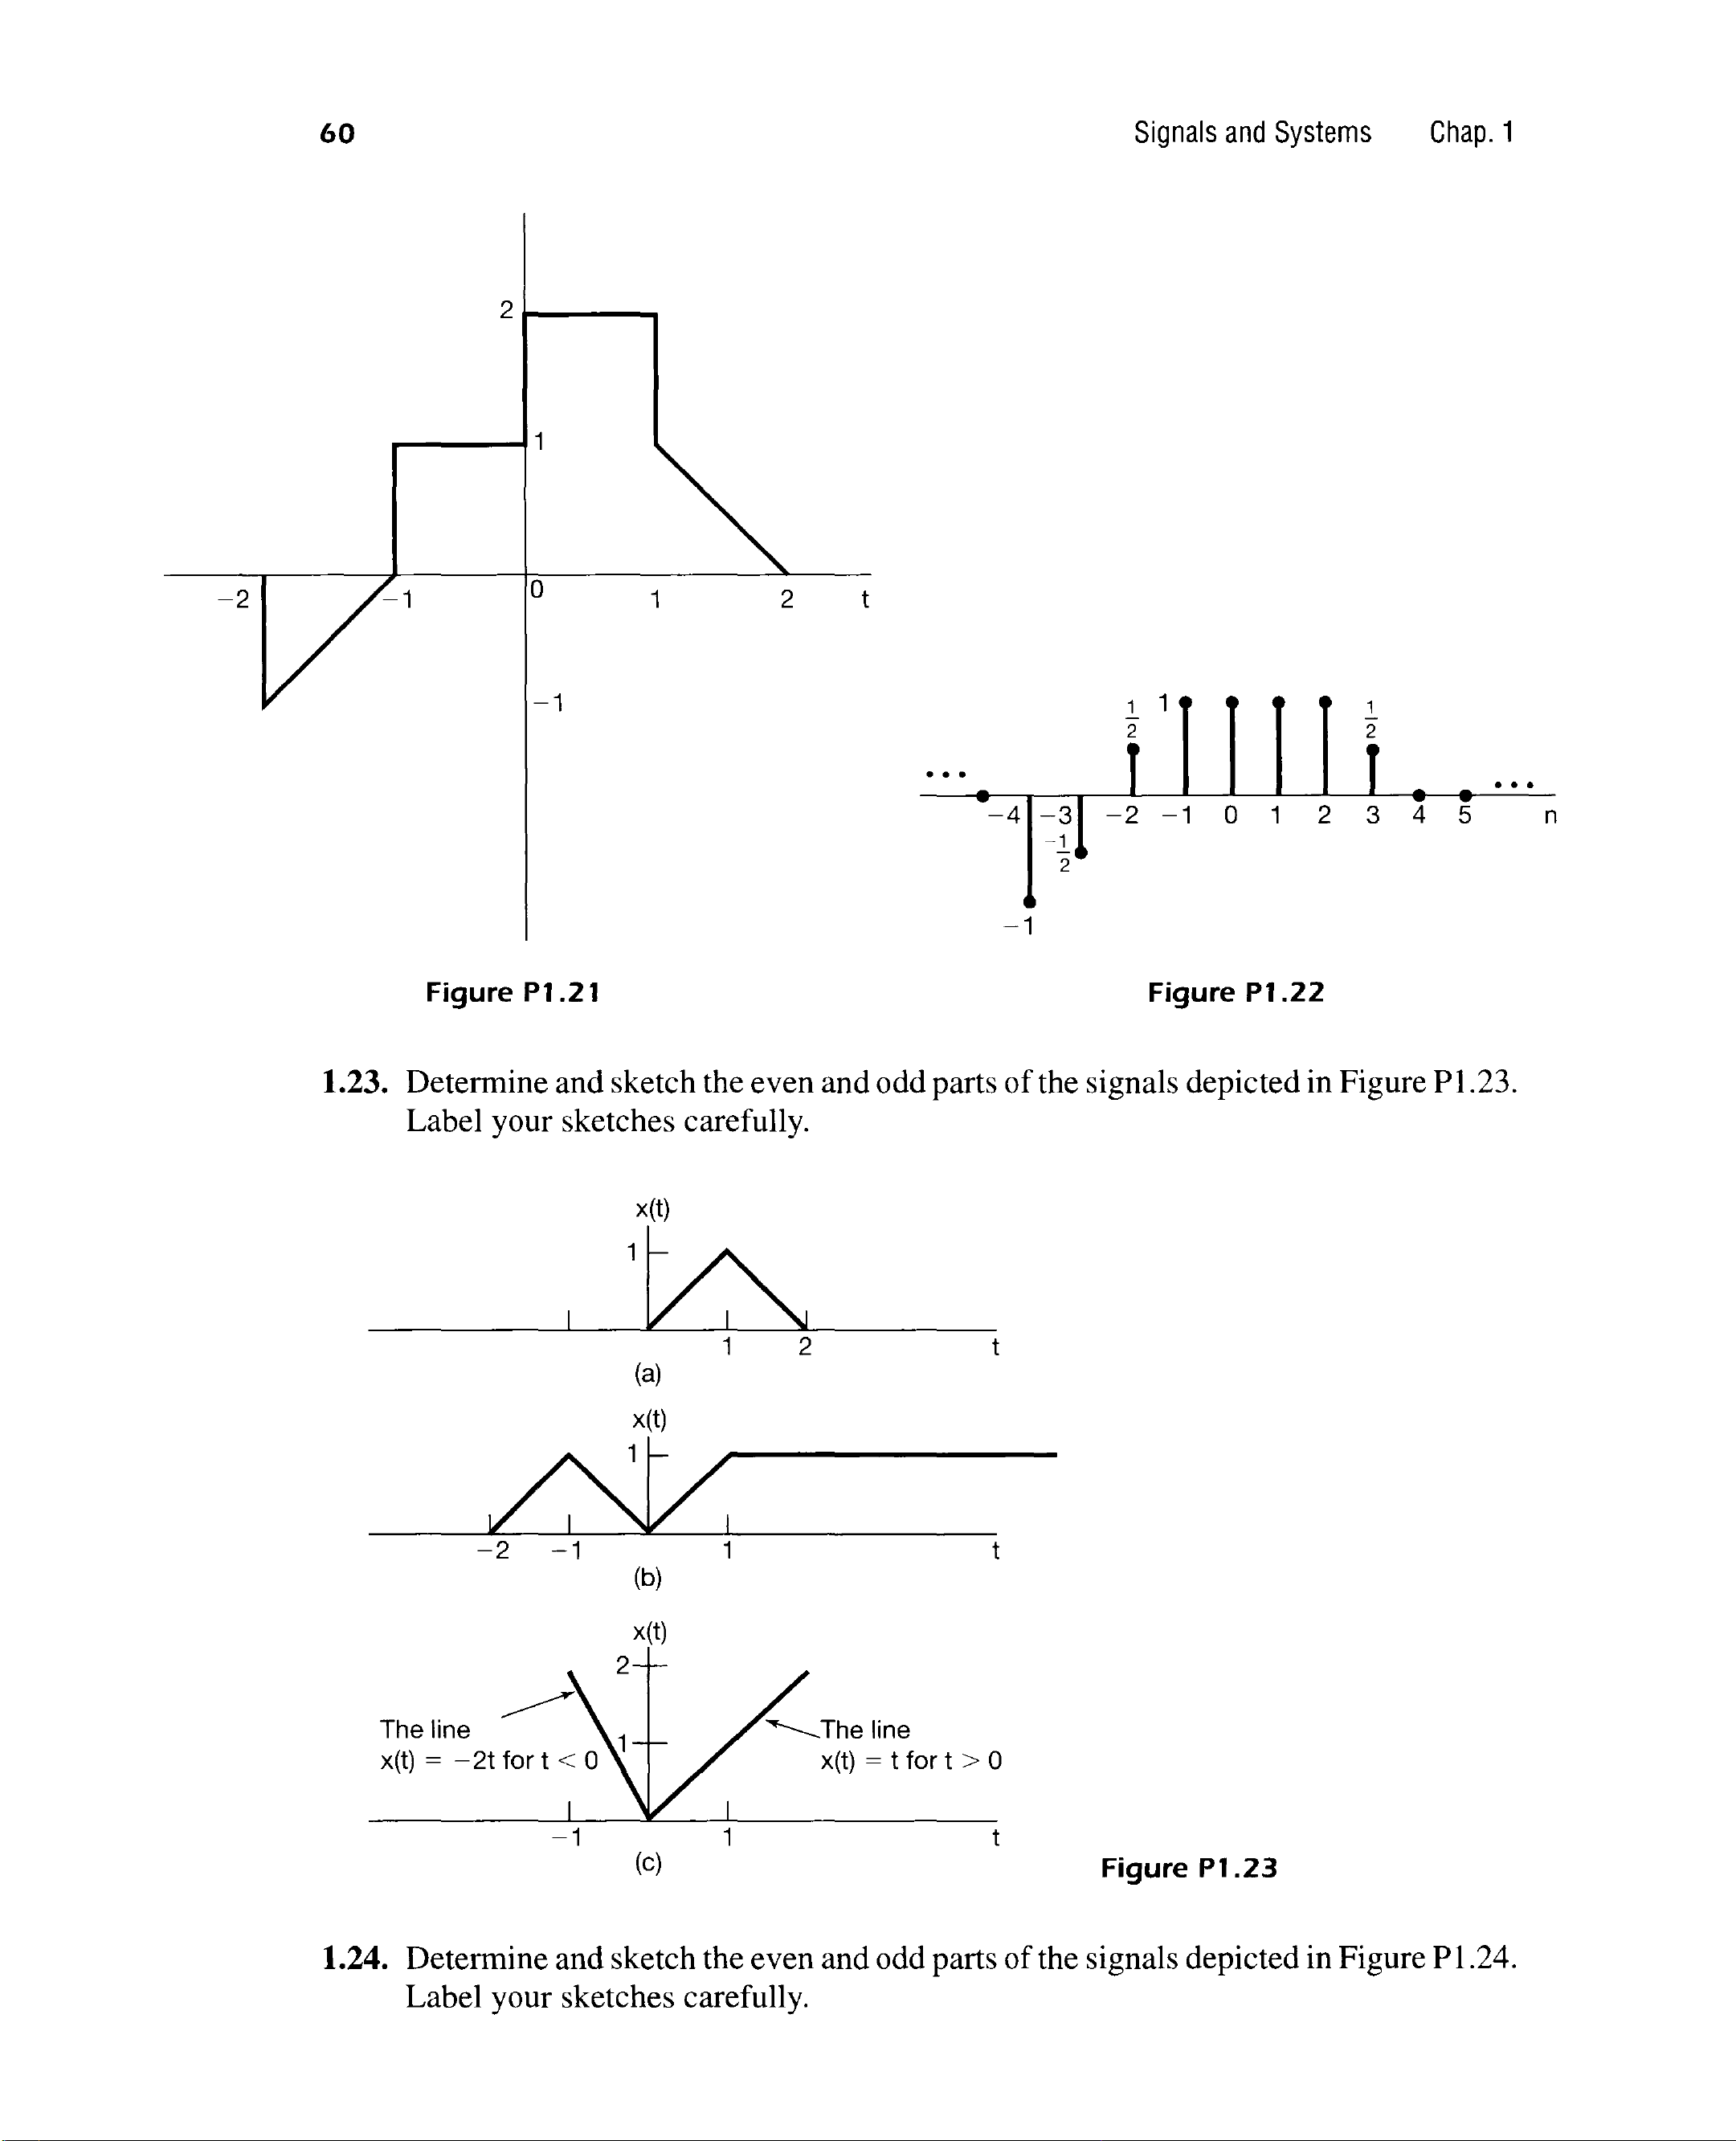 60 Signals and Systems Chap. 1
2
1
-2 -1 0 1 2 t
-1
Figure P1.21
1/2 1 1/2
... ...
-4 -3 -2 -1 0 1 2 3 4 5 n
-1/2
-1
Figure P1.22
1.23. Determine and sketch the even and odd parts of the signals depicted in Figure P1.23.
Label your sketches carefully.
x(t)
1
1 2 t
(a)
x(t)
1
-2 -1 1 t
(b)
x(t)
2
The line
x(t) = -2t for t < 0
1
The line
x(t) = t for t > 0
-1 1 t
(c)
Figure P1.23
1.24. Determine and sketch the even and odd parts of the signals depicted in Figure P1.24.
Label your sketches carefully.